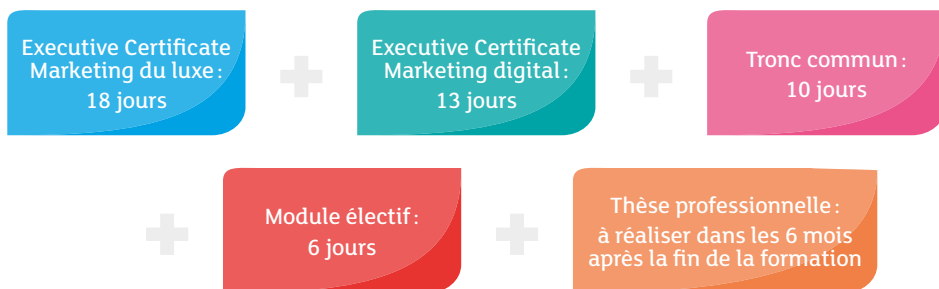 Executive Certificate
Marketing du luxe :
18 jours
Executive Certificate
Marketing digital :
13 jours
Tronc commun :
10 jours
Module électif :
6 jours
Thèse professionnelle :
à réaliser dans les 6 mois
après la fin de la formation